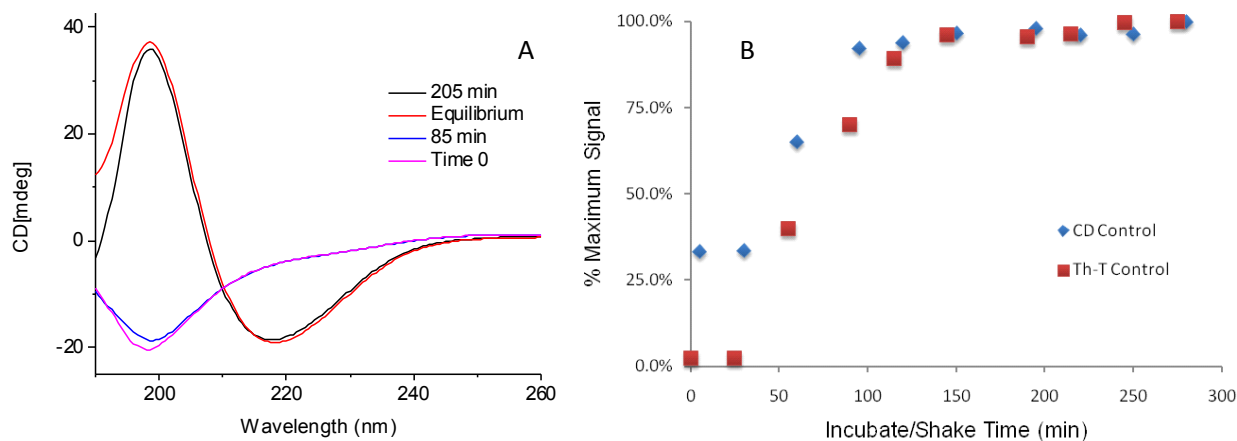 A
205 min
Equilibrium
85 min
Time 0
40
20
0
-20
CD[mdeg]
200
220
240
260
Wavelength (nm)
B
100.0%
75.0%
50.0%
25.0%
0.0%
% Maximum Signal
CD Control
Th-T Control
0
50
100
150
200
250
300
Incubate/Shake Time (min)